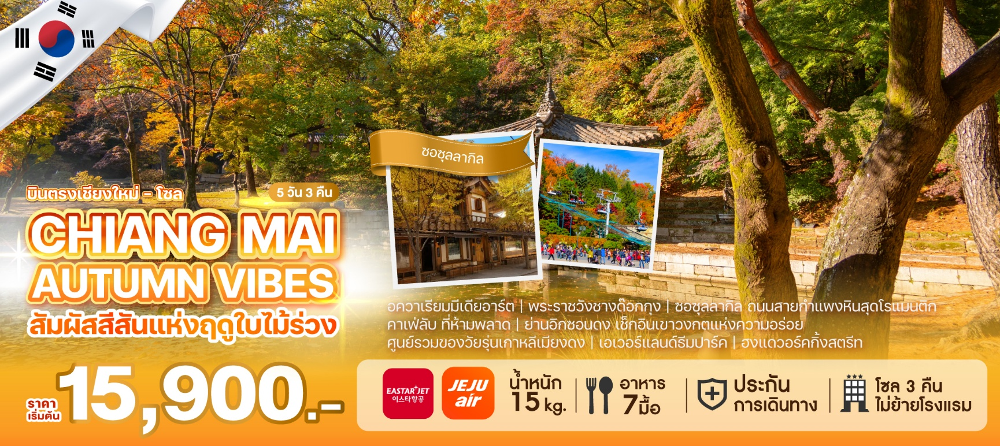 ซอซุลลากิล
บินตรงเชียงใหม่ - โซล
5 วัน 3 คืน
CHIANG MAI
AUTUMN VIBES
สัมผัสสีสันแห่งฤดูใบไม้ร่วง
ราคา
เริ่มต้น
15,900.-
อควาเรียมมีเดียอาร์ต | พระราชวังชางด๊อกกุง | ซอซุลลากิล ถนนสายกำแพงหินสุดโรแมนติก
คาเฟ่ลับ ที่ห้ามพลาด | ย่านอิกซอนดง เช็กอินเขาวงกตแห่งความอร่อย
ศูนย์รวมของวัยรุ่นเกาหลีเมียงดง | เอเวอร์แลนด์ธีมปาร์ค | ฮงแดวอร์คกิ้งสตรีท
EASTAR JET
이스타항공
JEJU
air
น้ำหนัก
15 kg.
อาหาร
7มื้อ
ประกัน
การเดินทาง
โซล 3 คืน
ไม่ย้ายโรงแรม